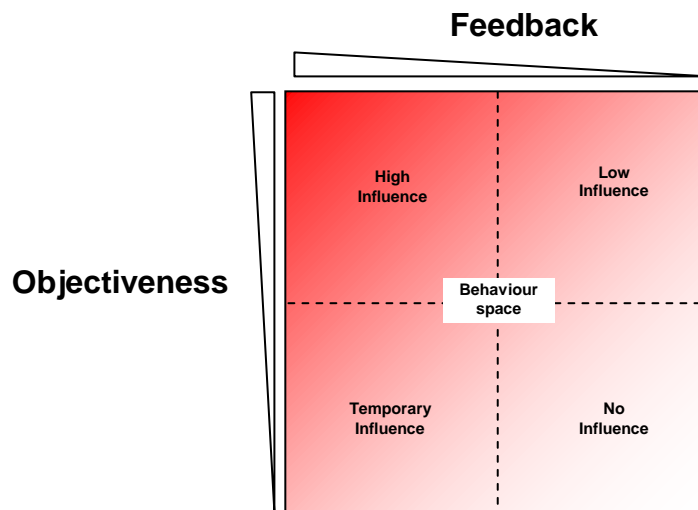 Feedback
High
Influence
Low
Influence
Objectiveness
Behaviour
space
Temporary
Influence
No
Influence